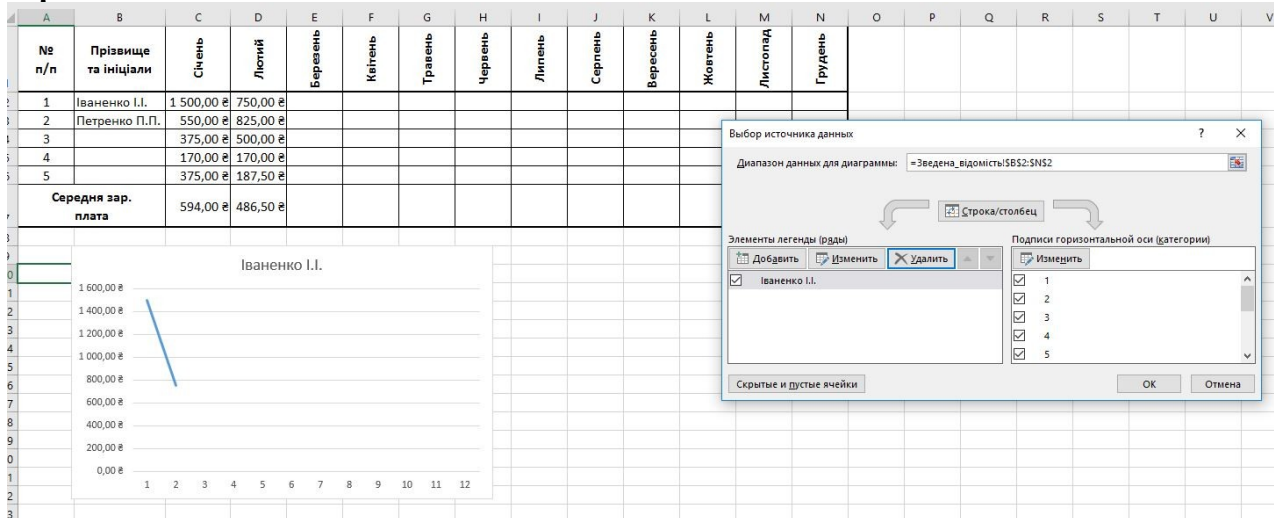 A B C D E F G H I J K L M N O P Q R S T U V
№ п/п Прізвище та ініціали Січень Лютий Березень Квітень Травень Червень Липень Серпень Вересень Жовтень Листопад Грудень
1 Іваненко І.І. 1 500,00 ₴ 750,00 ₴
2 Петренко П.П. 550,00 ₴ 825,00 ₴
3 375,00 ₴ 500,00 ₴
4 170,00 ₴ 170,00 ₴
5 375,00 ₴ 187,50 ₴
Середня зар. плата 594,00 ₴ 486,50 ₴
Іваненко І.І.
1 600,00 ₴
1 400,00 ₴
1 200,00 ₴
1 000,00 ₴
800,00 ₴
600,00 ₴
400,00 ₴
200,00 ₴
0,00 ₴
1 2 3 4 5 6 7 8 9 10 11 12
Выбор источника данных ? ×
Диапазон данных для диаграммы: =Зведена_відомість!$B$2:$N$2
Строка/столбец
Элементы легенды (ряды)
Добавить Изменить Удалить
Іваненко І.І.
Подписи горизонтальной оси (категории)
Изменить
1
2
3
4
5
Скрытые и пустые ячейки
ОК Отмена